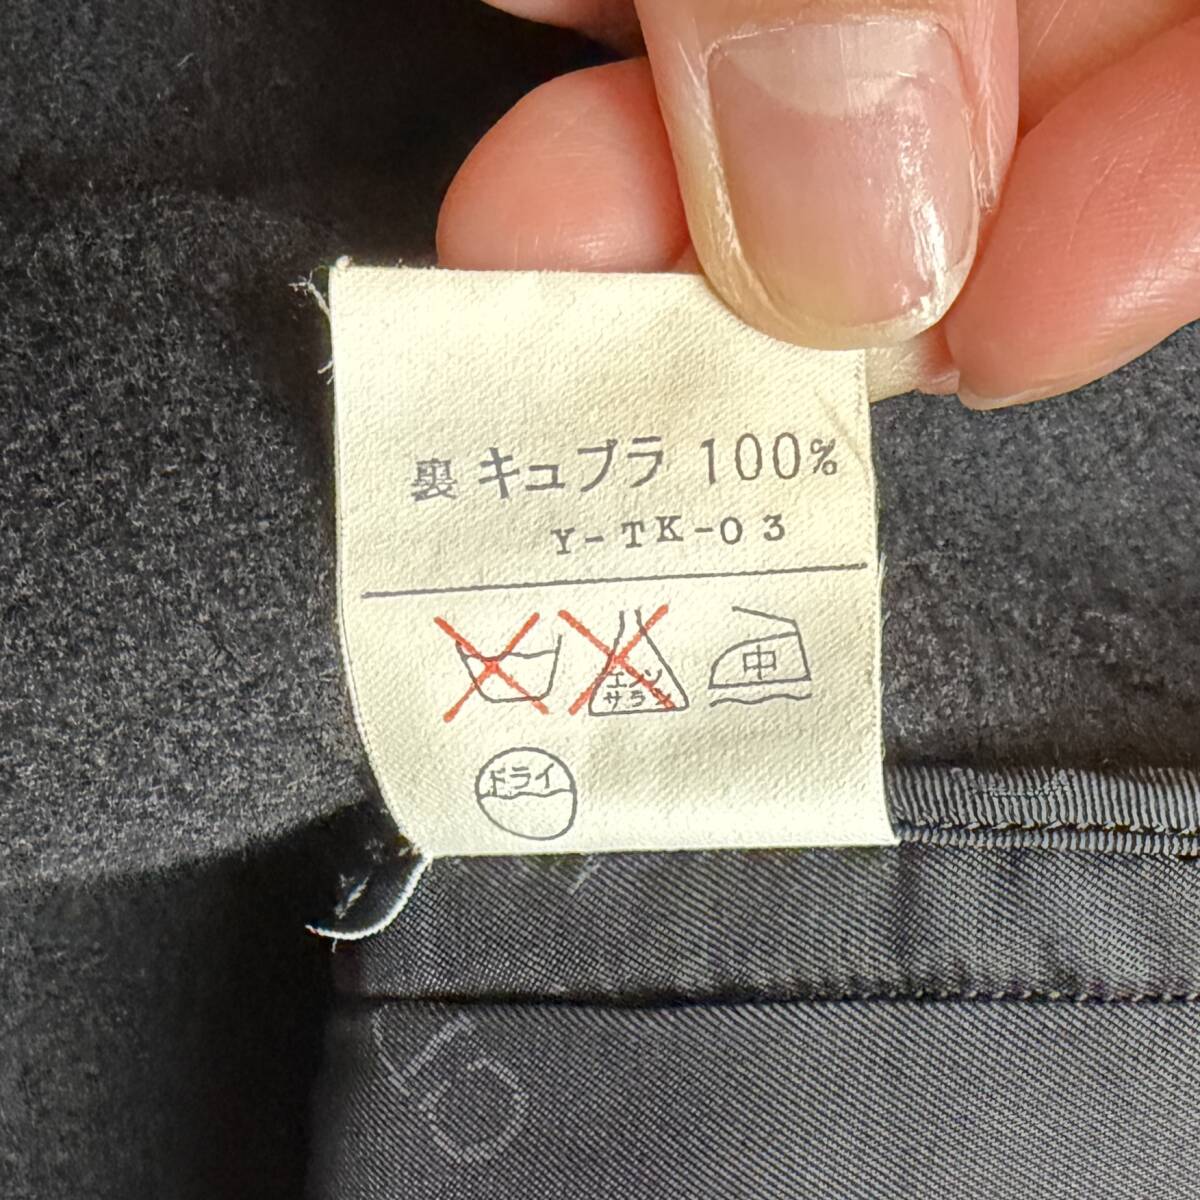 裏 キュプラ 100%
Y-TK-03
エンソ
サラシ
中
ドライ